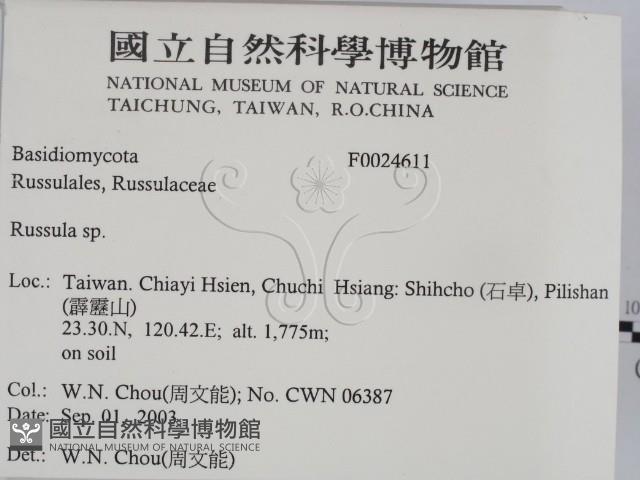 國立自然科學博物館
NATIONAL MUSEUM OF NATURAL SCIENCE
TAICHUNG, TAIWAN, R.O.CHINA
Basidiomycota F0024611
Russulales, Russulaceae
Russula sp.
Loc.: Taiwan. Chiayi Hsien, Chuchi Hsiang: Shihcho (石卓), Pilishan
(霹靂山)
23.30.N, 120.42.E; alt. 1,775m;
on soil
Col.: W.N. Chou(周文能); No. CWN 06387
Date: Sep. 01, 2003
國立自然科學博物館
NATIONAL MUSEUM OF NATURAL SCIENCE
Det.: W.N. Chou(周文能)
10